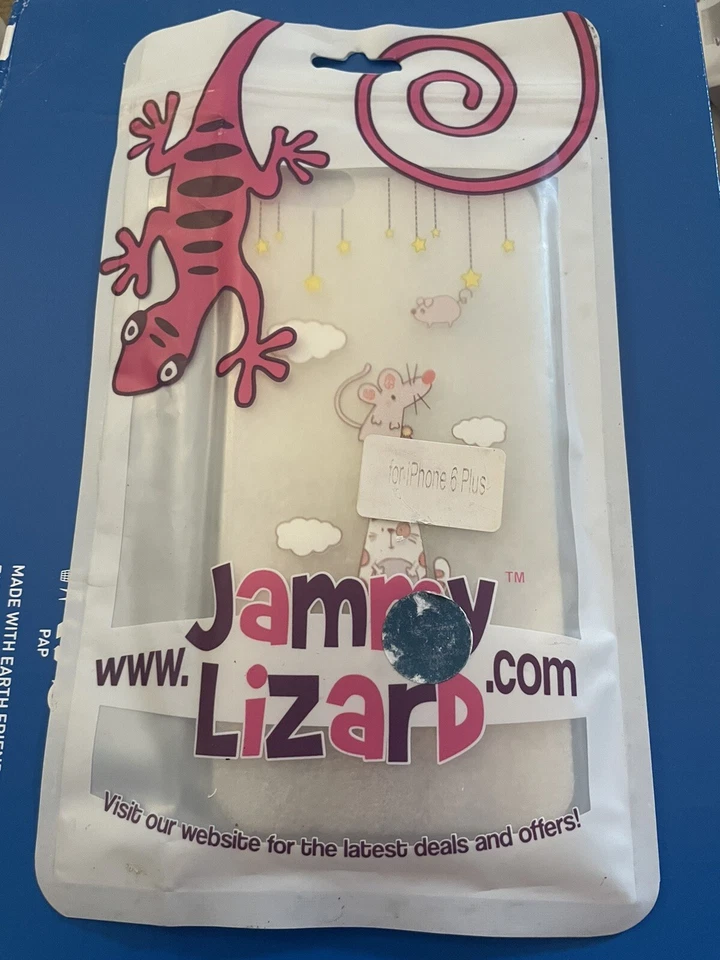 for iPhone 6 Plus
Jammy TM
www. .com
Lizard
Visit our website for the latest deals and offers!
MADE WITH EARTH
PAP